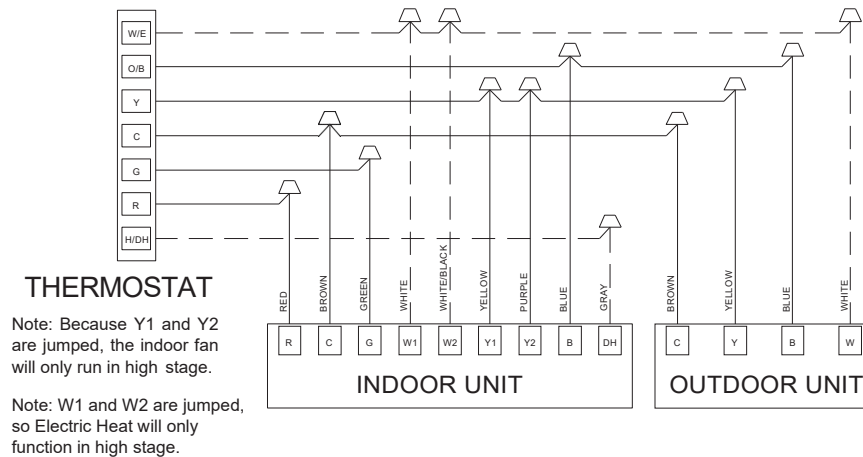 W/E
O/B
Y
C
G
R
H/DH
THERMOSTAT
Note: Because Y1 and Y2
are jumped, the indoor fan
will only run in high stage.
Note: W1 and W2 are jumped,
so Electric Heat will only
function in high stage.
RED
BROWN
GREEN
WHITE
WHITE/BLACK
YELLOW
PURPLE
BLUE
GRAY
R C G W1 W2 Y1 Y2 B DH
INDOOR UNIT
BROWN
YELLOW
BLUE
WHITE
C Y B W
OUTDOOR UNIT